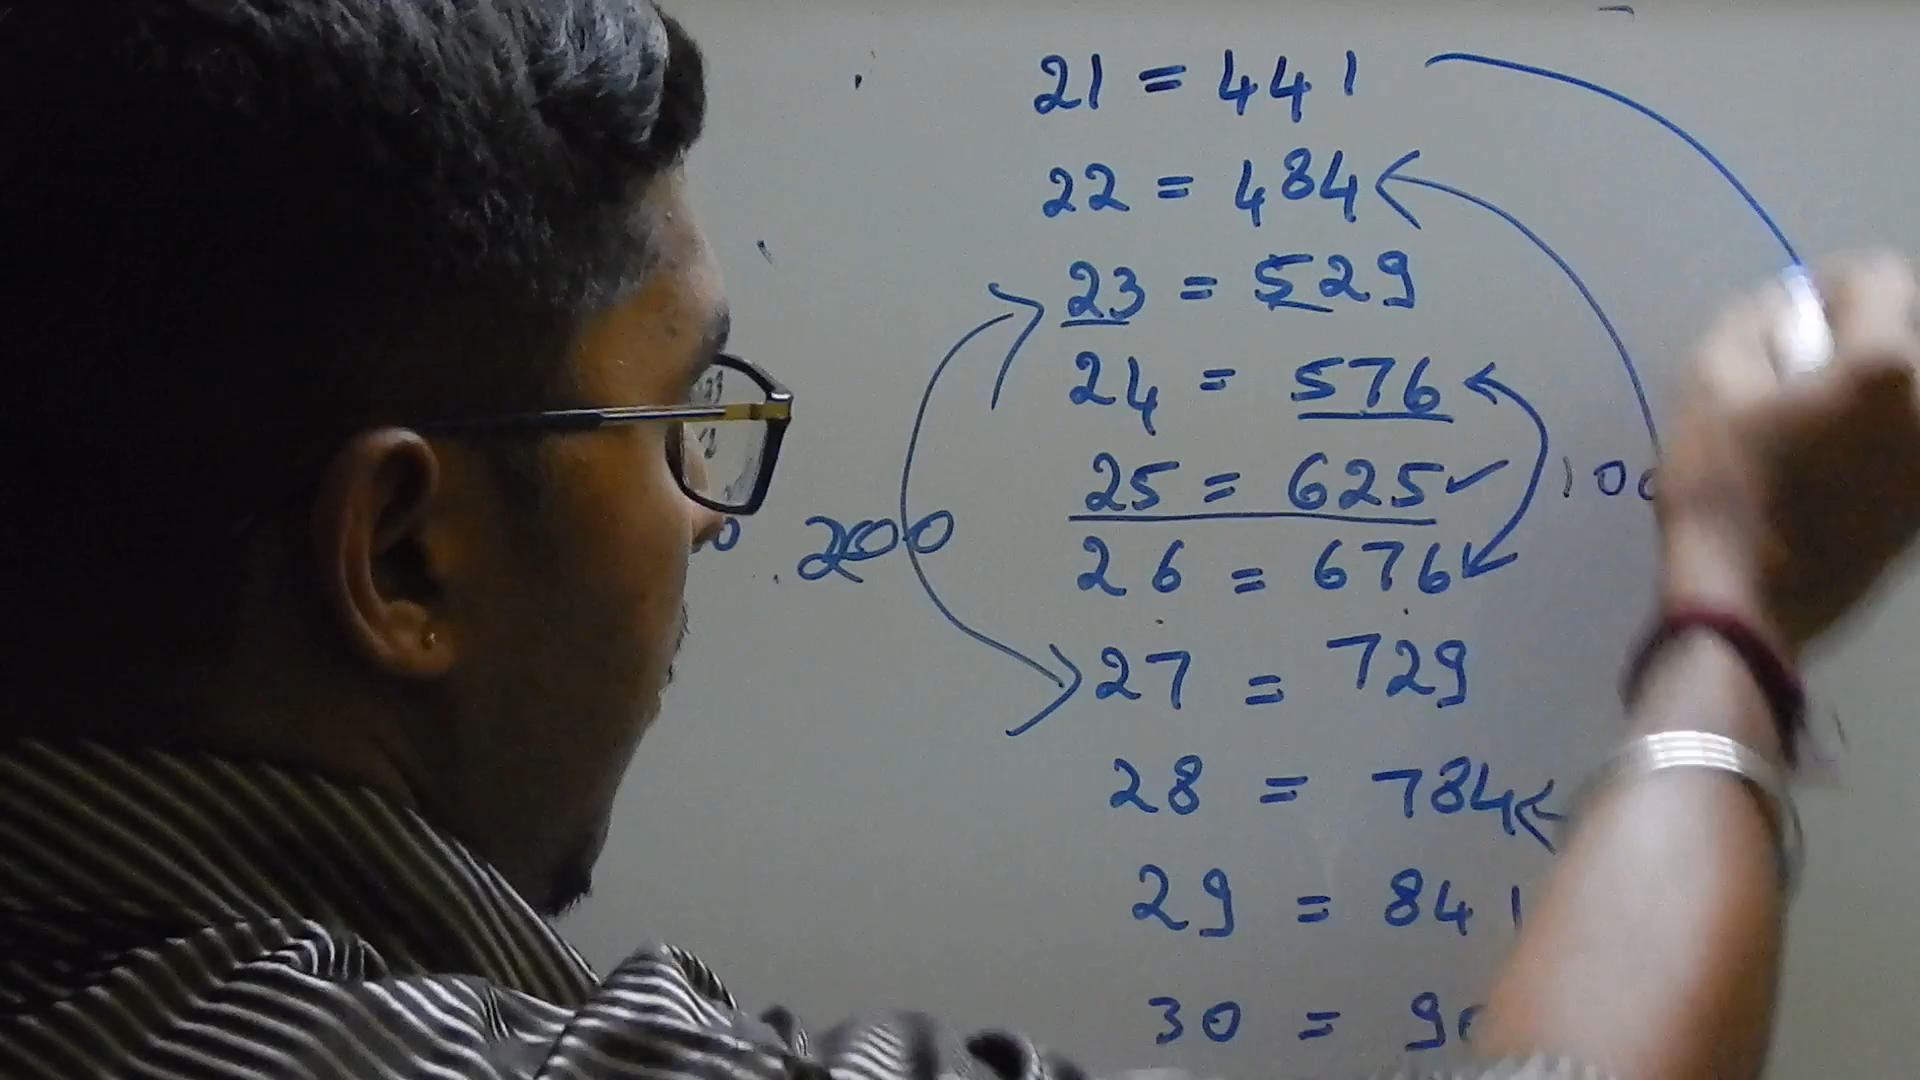 21 = 441
22 = 484
23 = 529
24 = 576
25 = 625 ✓
200
26 = 676
27 = 729
28 = 784
29 = 841
30 =